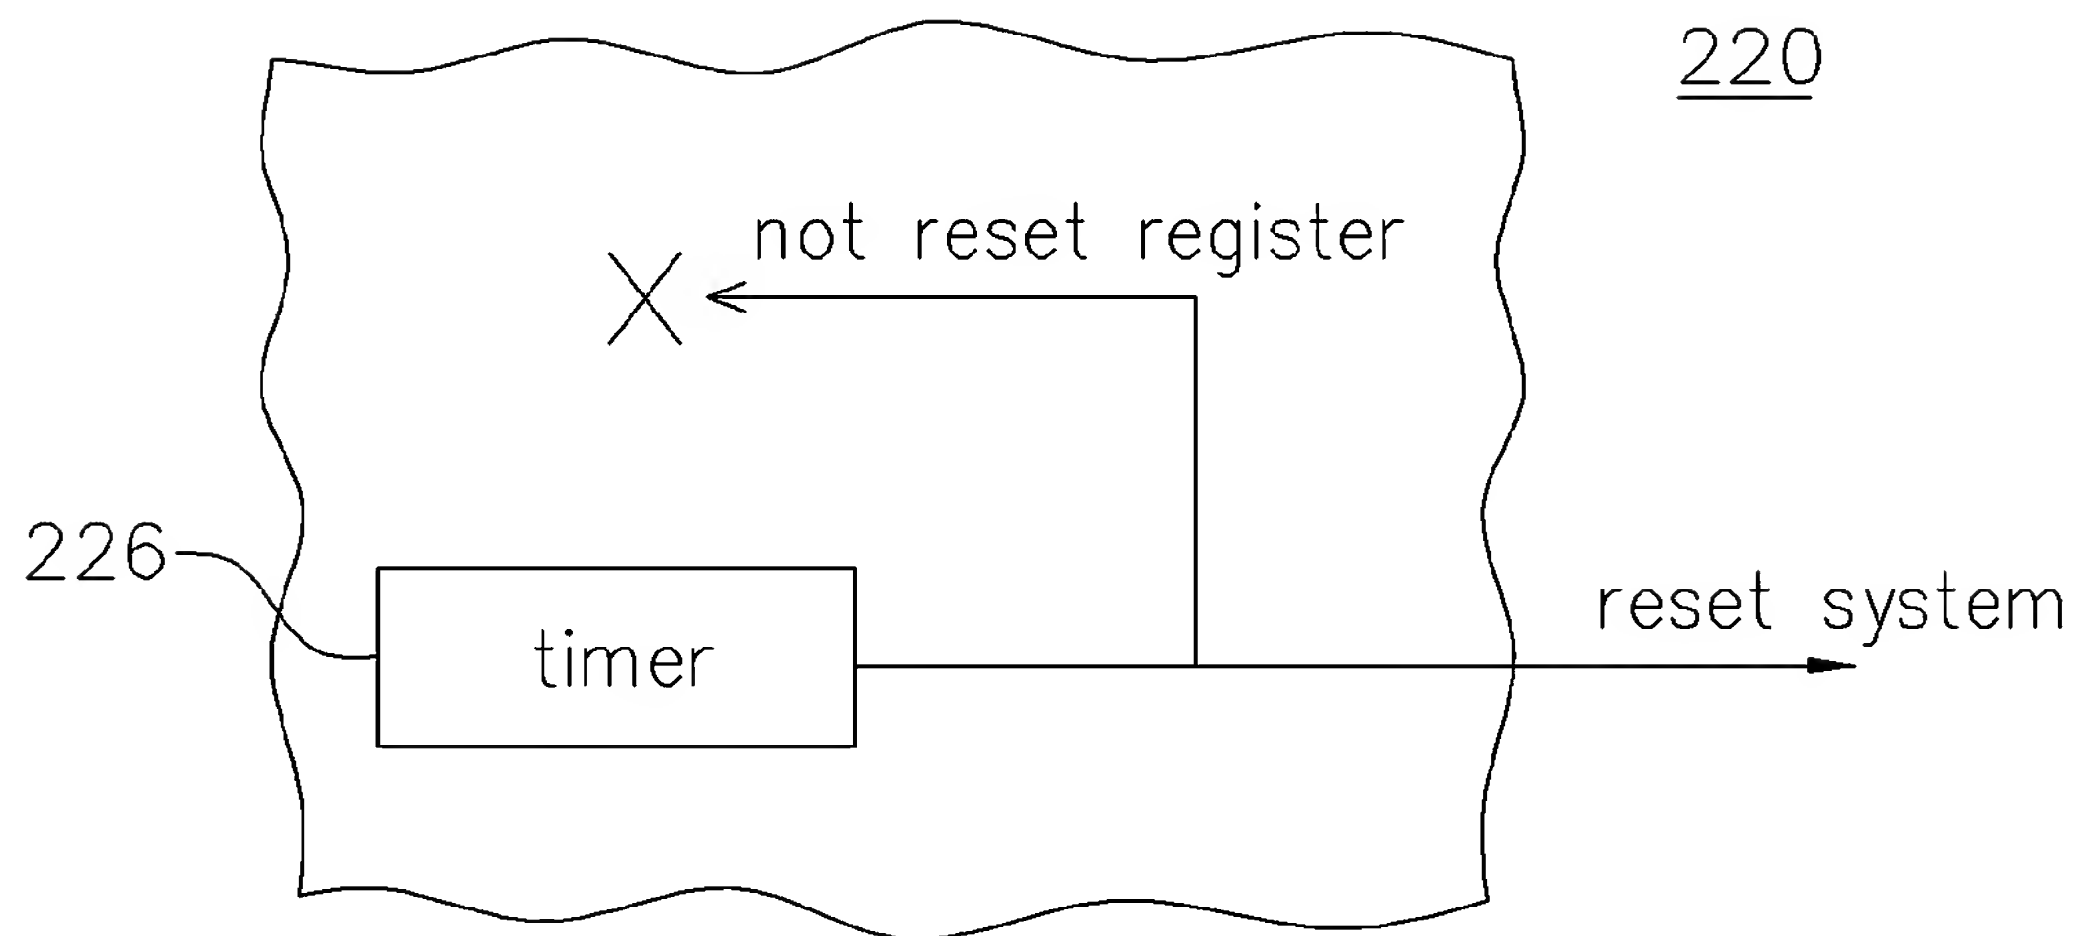 220
not reset register
226
reset system
timer